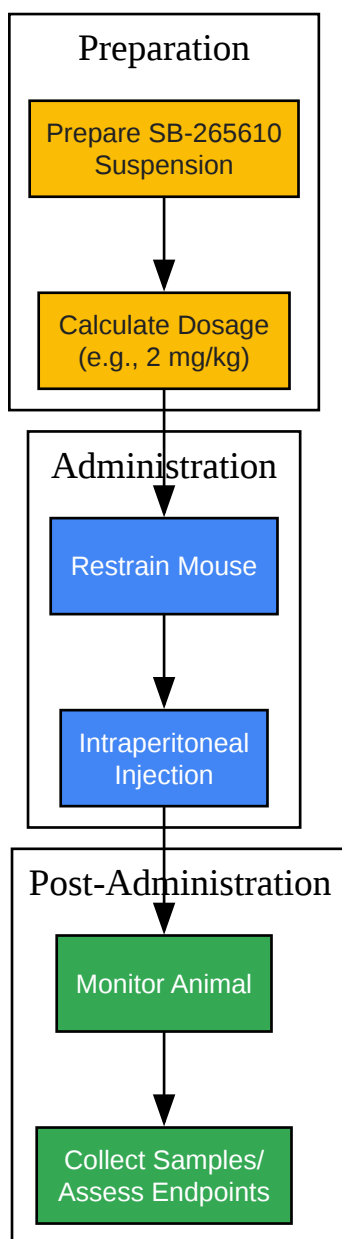 Preparation
Prepare SB-265610
Suspension
Calculate Dosage
(e.g., 2 mg/kg)
Administration
Restrain Mouse
Intraperitoneal
Injection
Post-Administration
Monitor Animal
Collect Samples/
Assess Endpoints